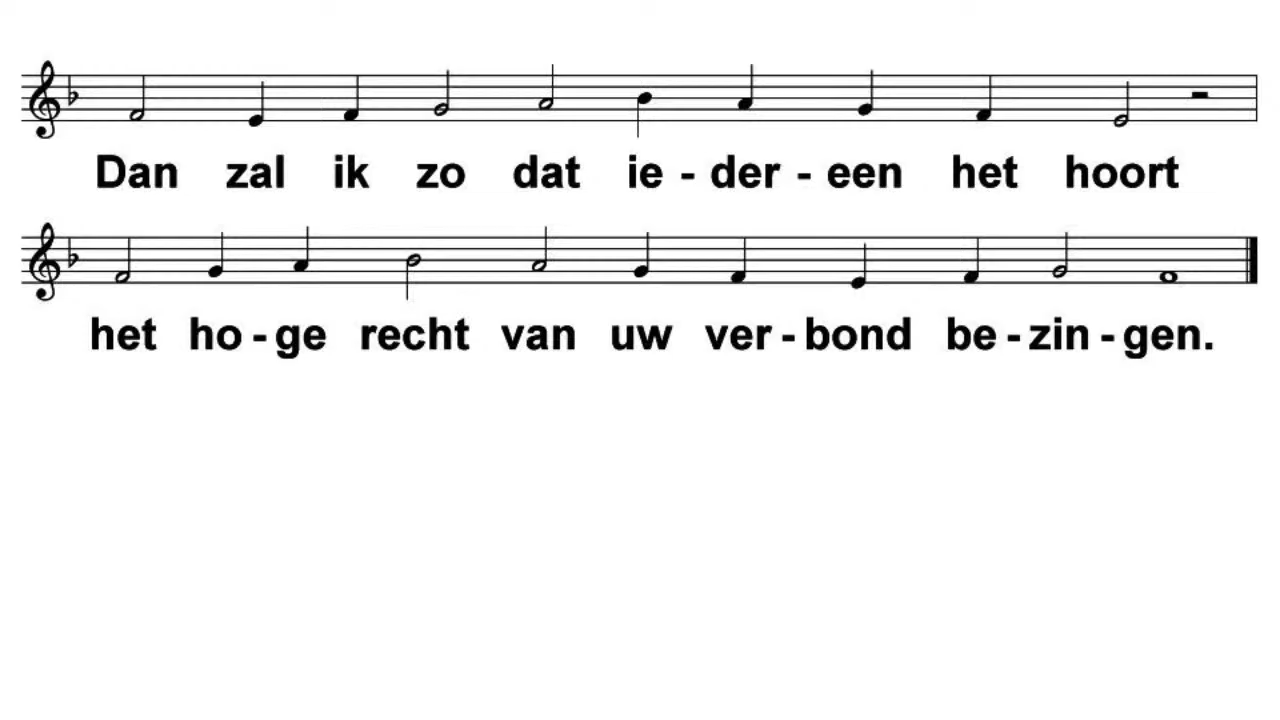 Dan zal ik zo dat ie - der - een het hoort
het ho - ge recht van uw ver - bond be - zin - gen.